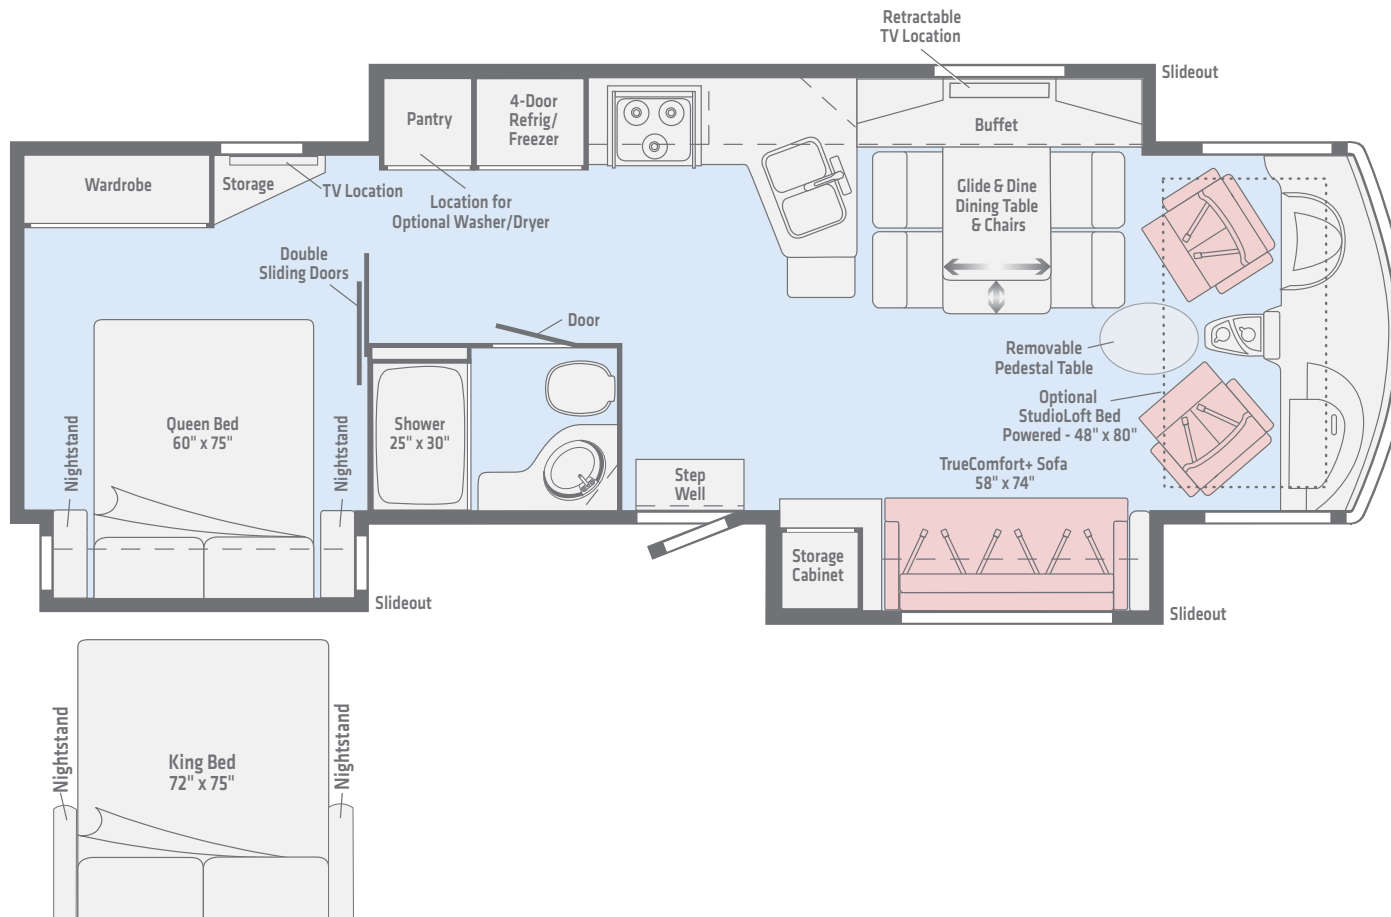 Retractable
TV Location
Slideout
Pantry
4-Door
Refrig/
Freezer
Buffet
Wardrobe
Storage
TV Location
Location for
Optional Washer/Dryer
Glide & Dine
Dining Table
& Chairs
Double
Sliding Doors
Door
Removable
Pedestal Table
Optional
StudioLoft Bed
Powered - 48" x 80"
Queen Bed
60" x 75"
Nightstand
Nightstand
Shower
25" x 30"
Step
Well
TrueComfort+ Sofa
58" x 74"
Storage
Cabinet
Slideout
Slideout
Nightstand
King Bed
72" x 75"
Nightstand